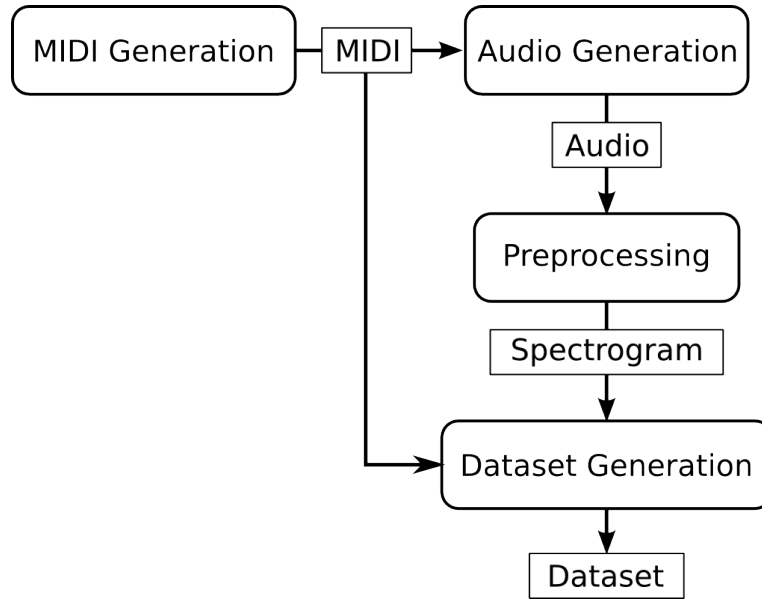 MIDI Generation
MIDI
Audio Generation
Audio
Preprocessing
Spectrogram
Dataset Generation
Dataset